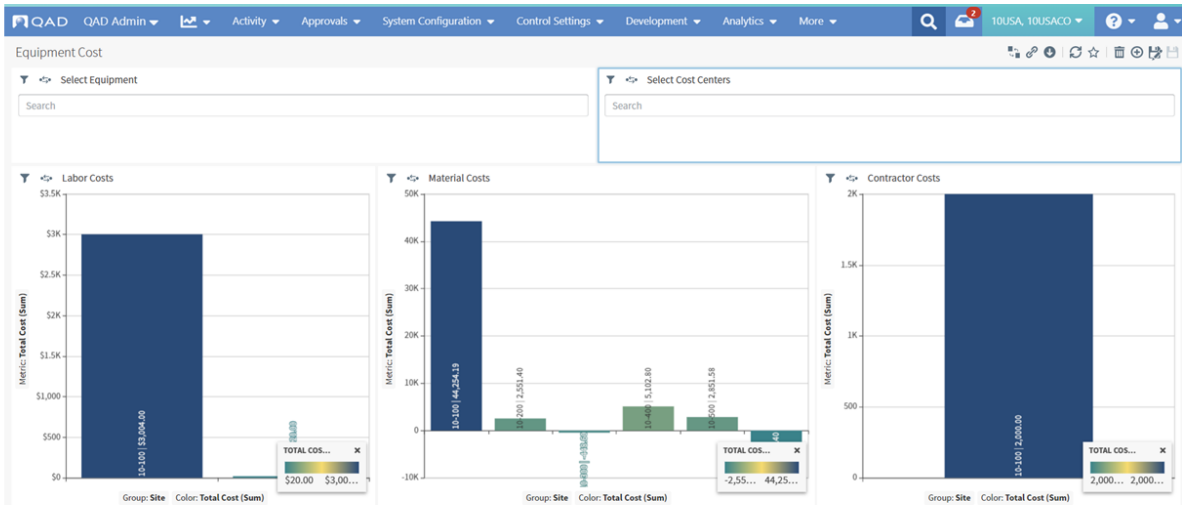 QAD QAD Admin Activity Approvals System Configuration Control Settings Development Analytics More 2 10USA, 10USACO ?
Equipment Cost
Select Equipment
Search
Select Cost Centers
Search
Labor Costs
Metric: Total Cost (Sum)
$3.5K
$3K
$2.5K
$2K
$1.5K
$1,000
$500
$0
10-100 | $3,004.00
TOTAL COS...
$20.00 $3,00...
Group: Site Color: Total Cost (Sum)
Material Costs
Metric: Total Cost (Sum)
50K
40K
30K
20K
10K
0
-10K
10-100 | 44,254.19
10-200 | 2,551.40
10-400 | 5,102.80
10-500 | 2,851.58
TOTAL COS...
-2,55... 44,25...
Group: Site Color: Total Cost (Sum)
Contractor Costs
Metric: Total Cost (Sum)
2K
1.5K
1K
500
0
10-100 | 2,000.00
TOTAL COS...
2,000... 2,000...
Group: Site Color: Total Cost (Sum)